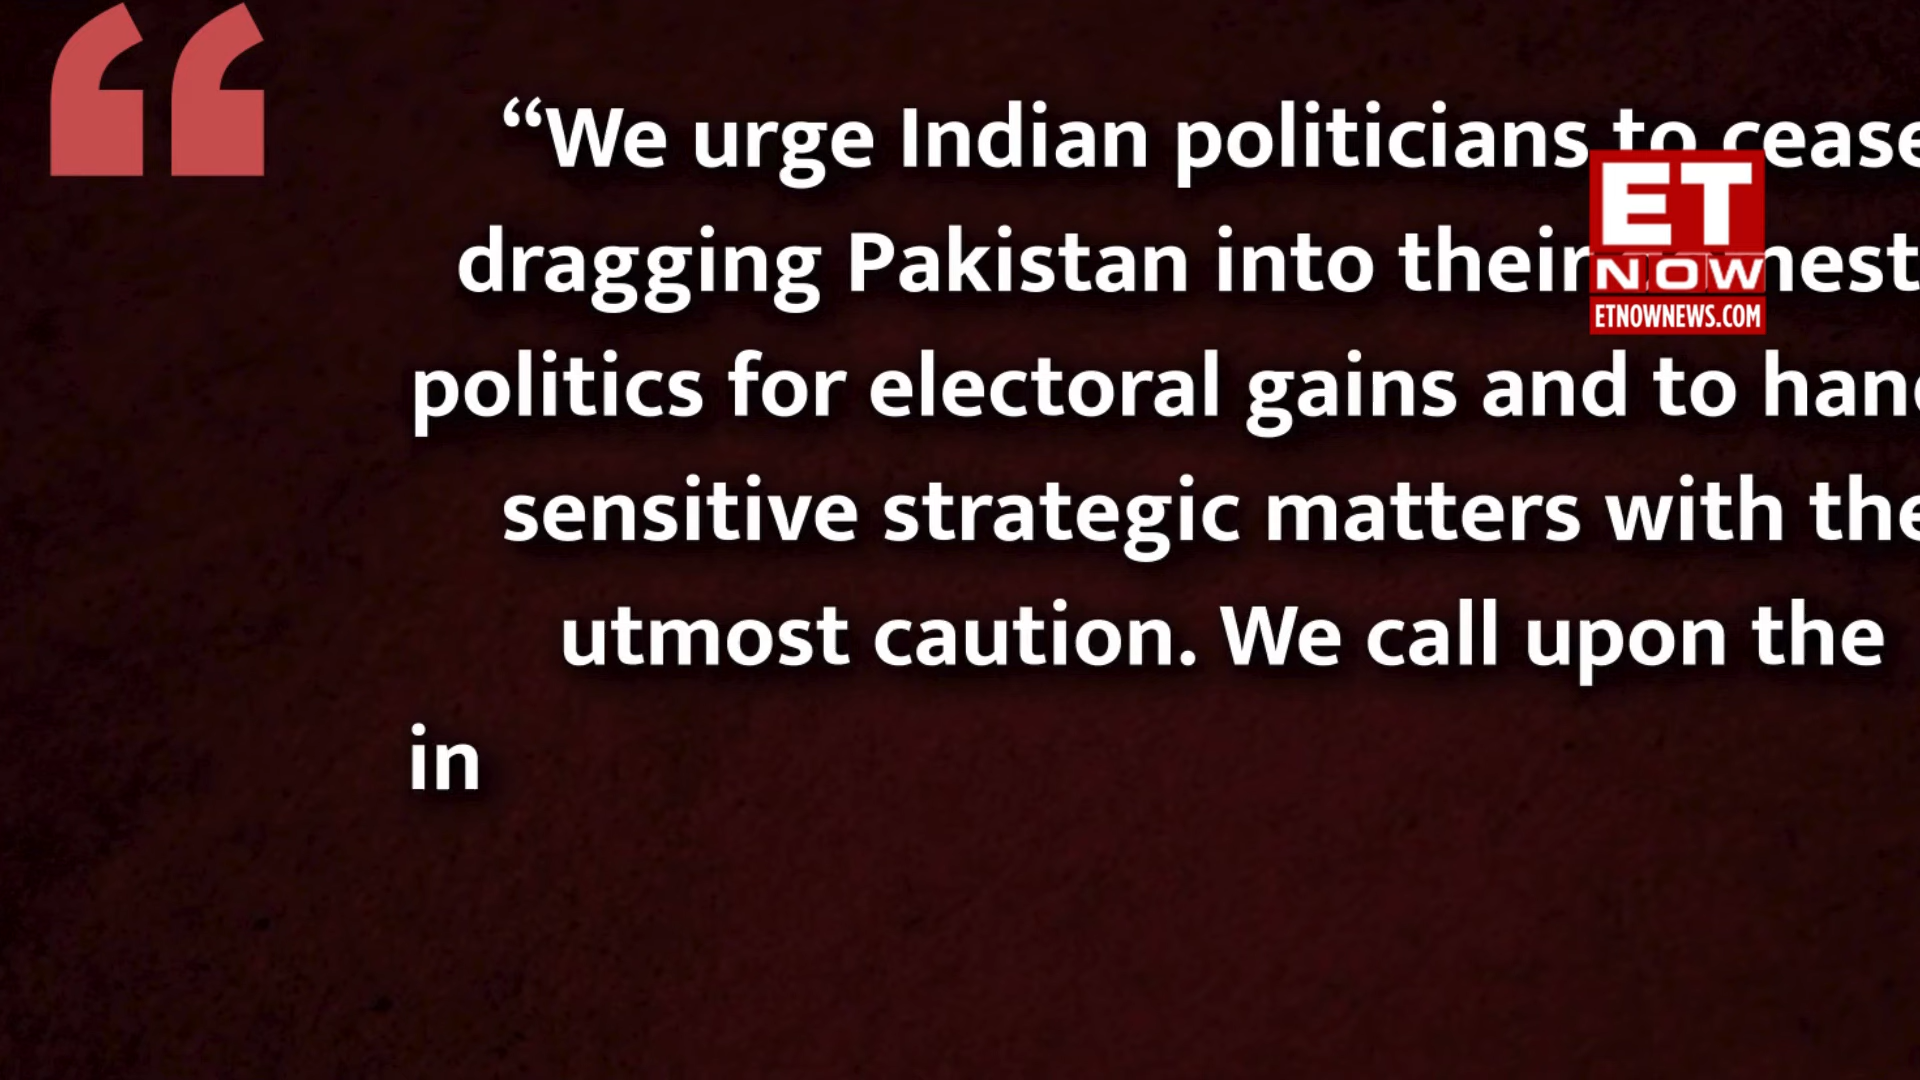 “We urge Indian politicians to cease
dragging Pakistan into their
politics for electoral gains and to
sensitive strategic matters with the
utmost caution. We call upon the
in
ET
NOW
ETNOWNEWS.COM